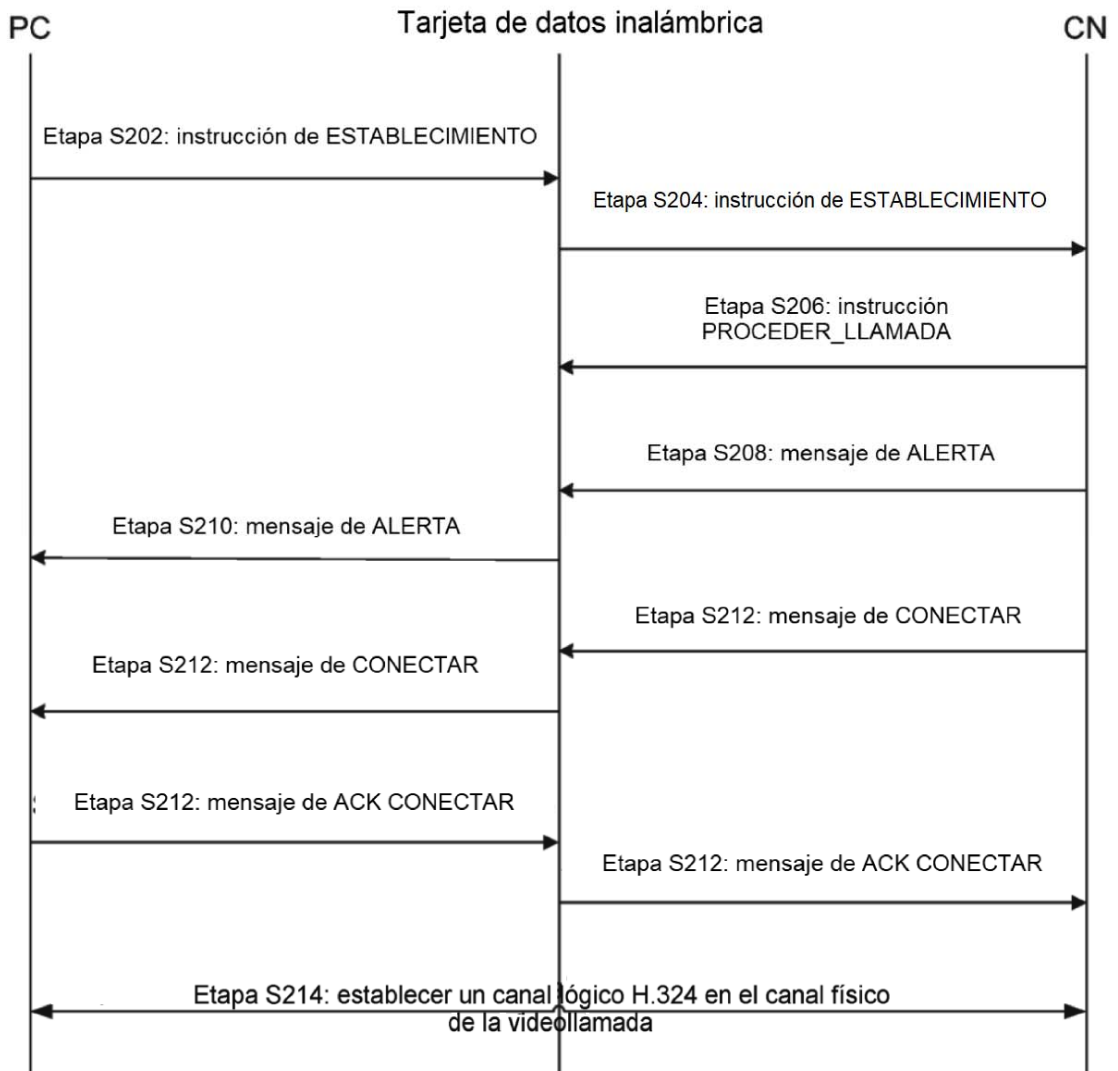 PC
Tarjeta de datos inalámbrica
CN
Etapa S202: instrucción de ESTABLECIMIENTO
Etapa S204: instrucción de ESTABLECIMIENTO
Etapa S206: instrucción
PROCEDER_LLAMADA
Etapa S208: mensaje de ALERTA
Etapa S210: mensaje de ALERTA
Etapa S212: mensaje de CONECTAR
Etapa S212: mensaje de CONECTAR
Etapa S212: mensaje de ACK CONECTAR
Etapa S212: mensaje de ACK CONECTAR
Etapa S214: establecer un canal lógico H.324 en el canal físico
de la videollamada